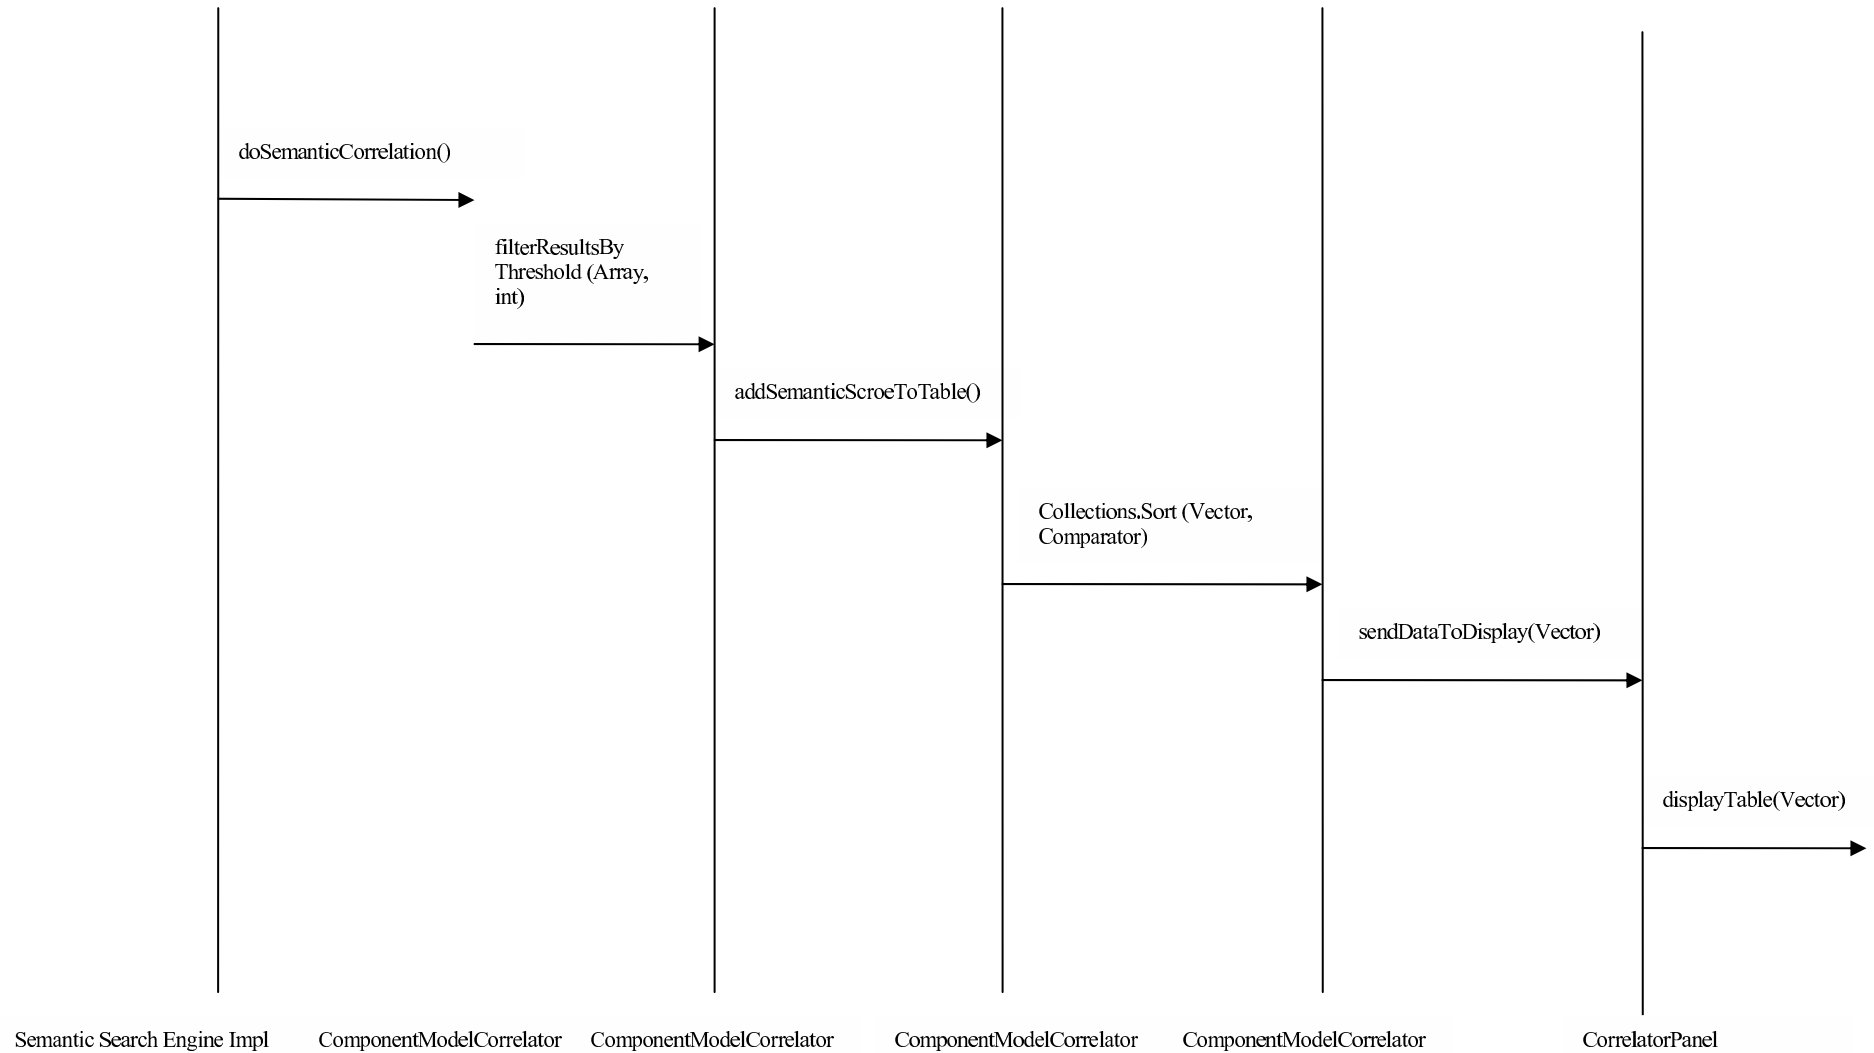 doSemanticCorrelation()
filterResultsBy
Threshold (Array,
int)
addSemanticScroeToTable()
Collections.Sort (Vector,
Comparator)
sendDataToDisplay(Vector)
displayTable(Vector)
Semantic Search Engine Impl ComponentModelCorrelator ComponentModelCorrelator ComponentModelCorrelator ComponentModelCorrelator CorrelatorPanel